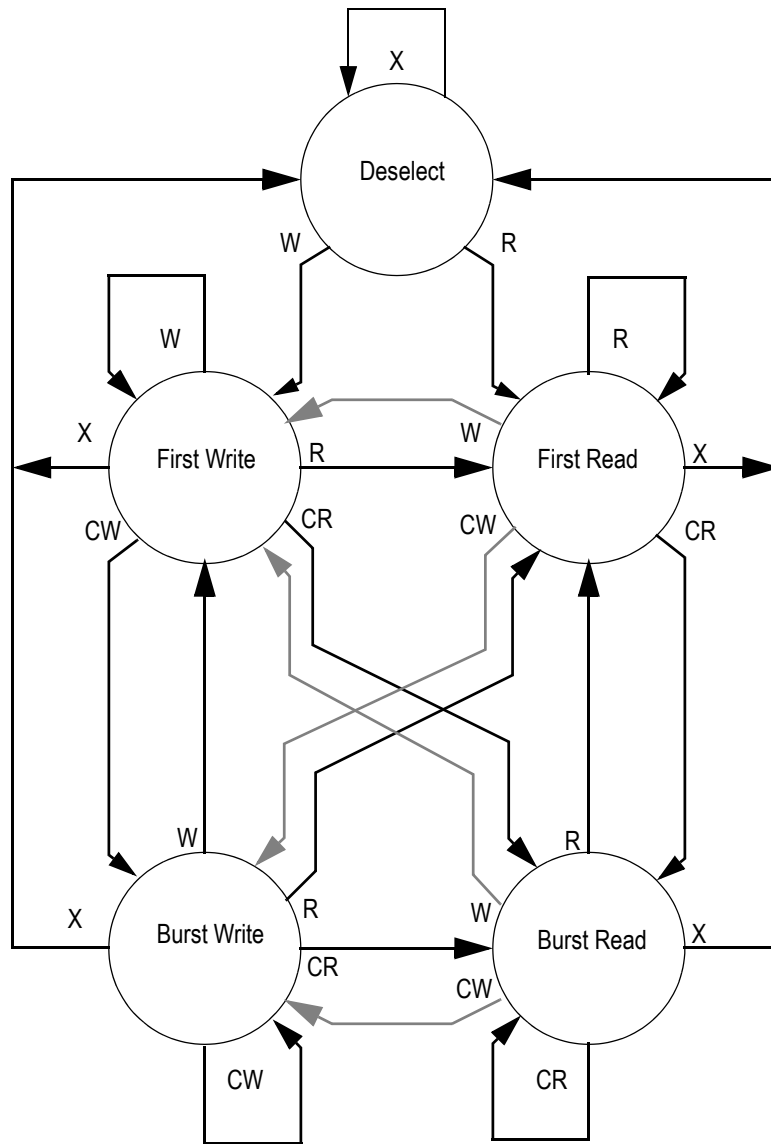 X
Deselect
W
R
W
R
W
X
First Write
R
First Read
X
CW
CR
CW
CR
W
R
X
R
W
Burst Write
Burst Read
X
CR
CW
CW
CR